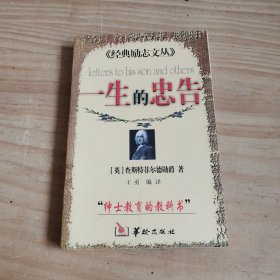 《经典励志文丛》
letters to his son and others
一生的忠告
[英]查斯特菲尔德勋爵 著
王勇 编译
“绅士教育的教科书”
华龄出版社